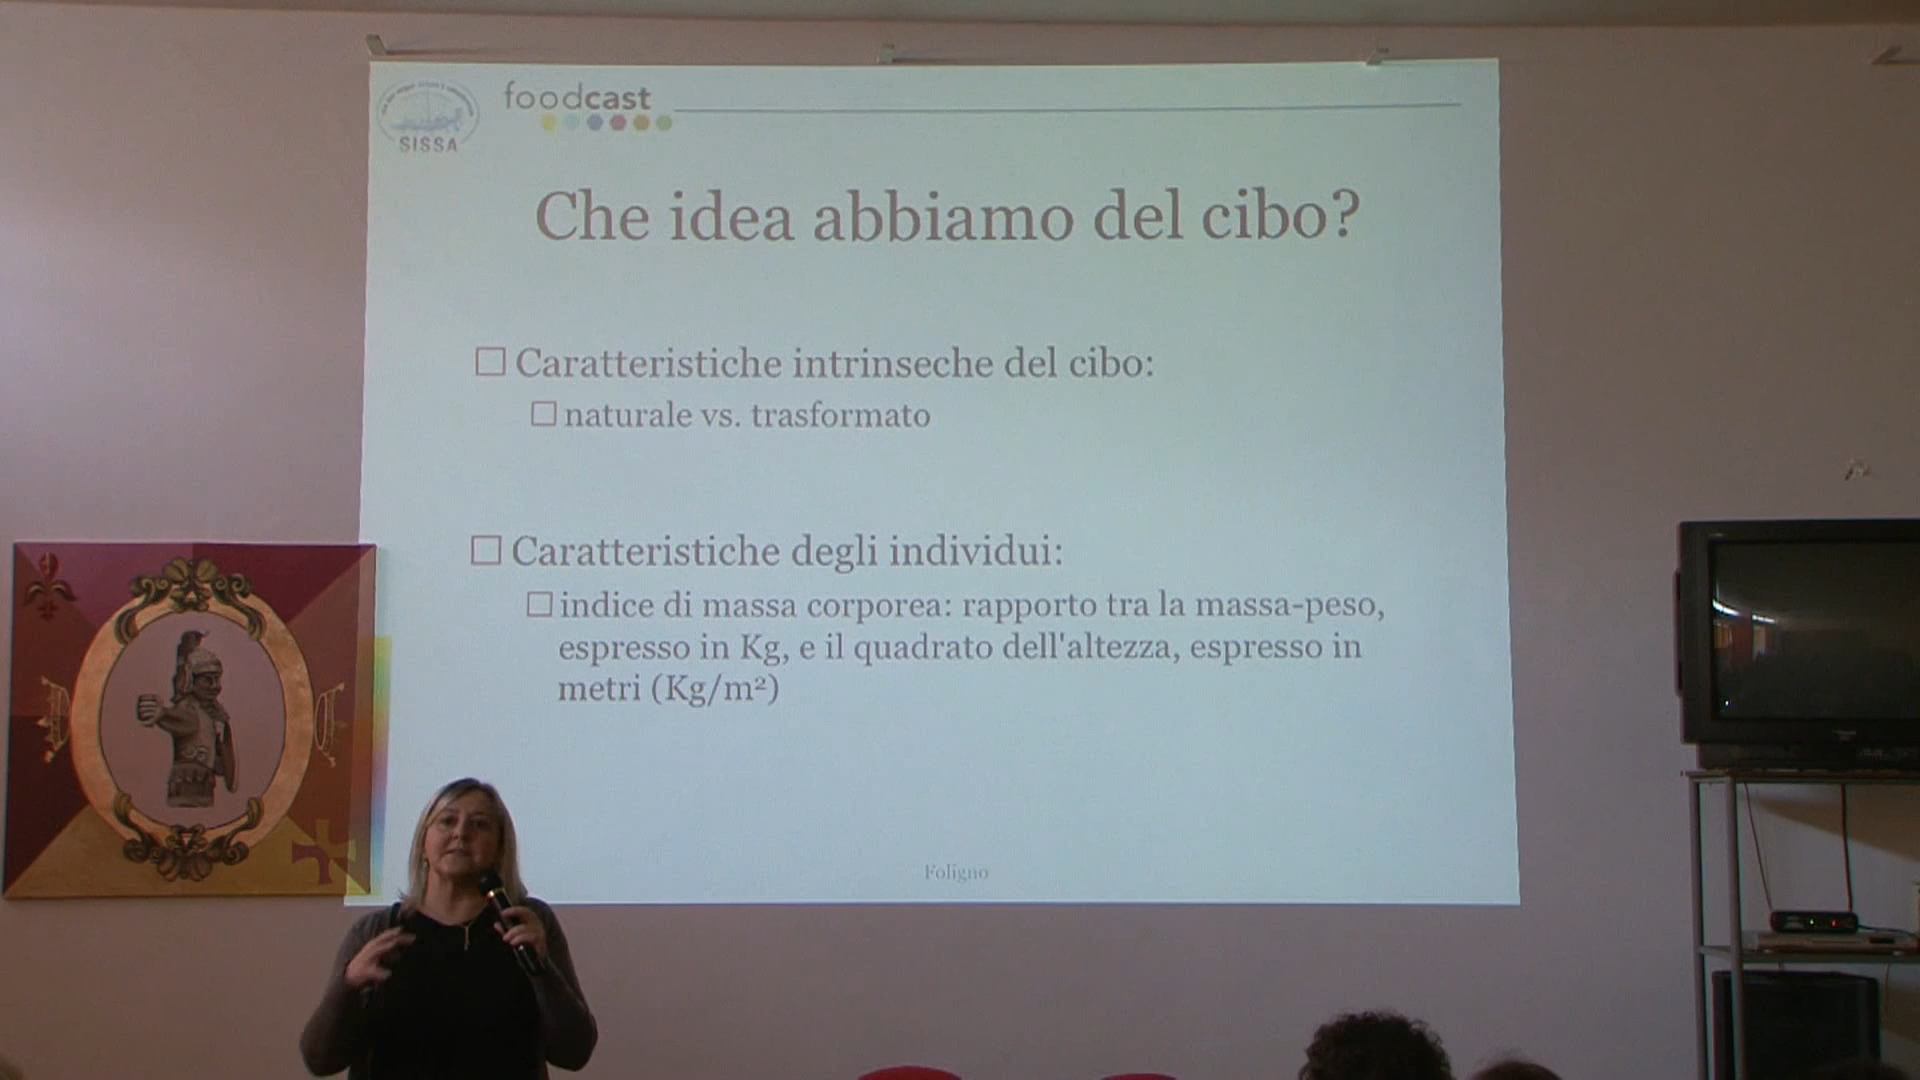 foodcast
SISSA
Che idea abbiamo del cibo?
Caratteristiche intrinseche del cibo:
naturale vs. trasformato
Caratteristiche degli individui:
indice di massa corporea: rapporto tra la massa-peso,
espresso in Kg, e il quadrato dell'altezza, espresso in
metri (Kg/m²)
Foligno